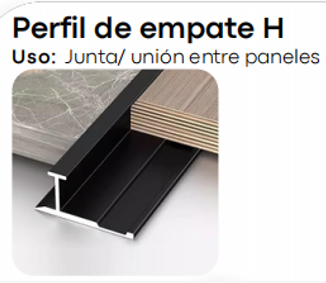 Perfil de empate H
Uso: Junta/ unión entre paneles